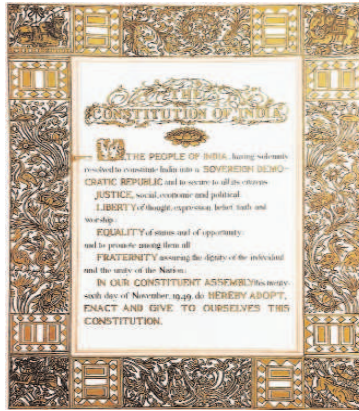 THE
CONSTITUTION OF INDIA
WE, THE PEOPLE OF INDIA, having solemnly
resolved to constitute India into a SOVEREIGN DEMO-
CRATIC REPUBLIC and to secure to all its citizens
JUSTICE, social, economic and political;
LIBERTY of thought, expression, belief, faith and
worship;
EQUALITY of status and of opportunity;
and to promote among them all
FRATERNITY assuring the dignity of the individual
and the unity of the Nation;
IN OUR CONSTITUENT ASSEMBLY this twenty-
sixth day of November, 1949, do HEREBY ADOPT,
ENACT AND GIVE TO OURSELVES THIS
CONSTITUTION.